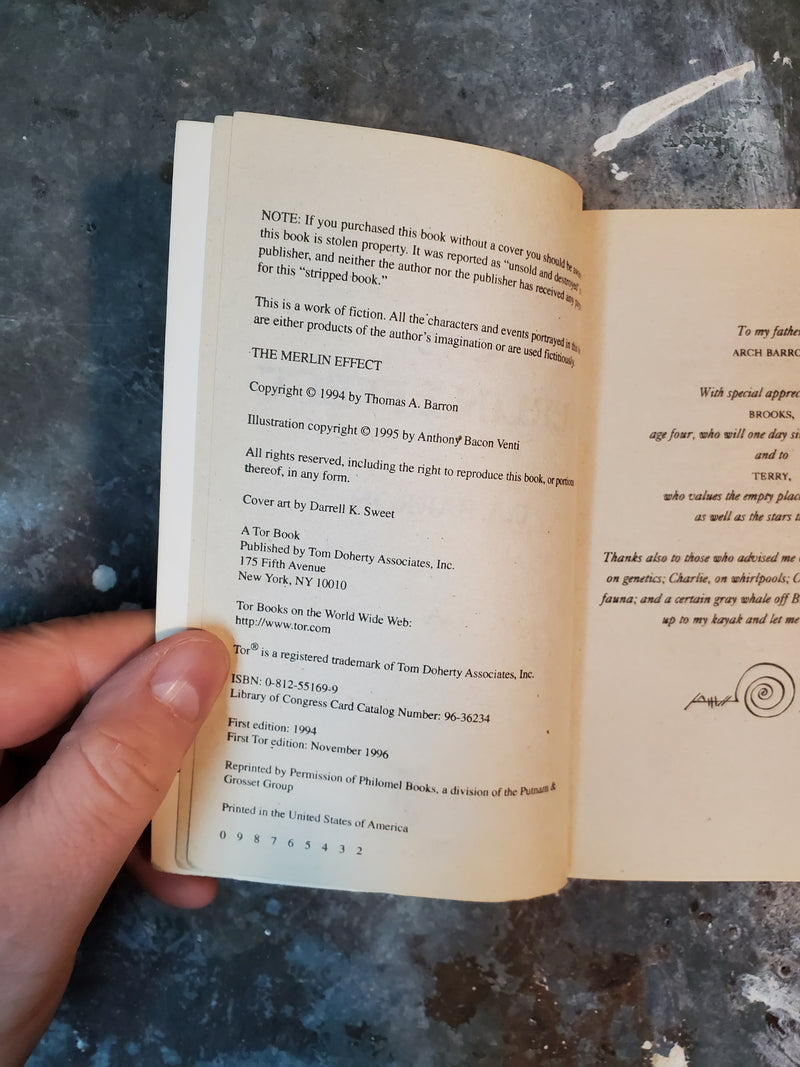 NOTE: If you purchased this book without a cover you should be aware
this book is stolen property. It was reported as "unsold and destroyed"
publisher, and neither the author nor the publisher has received any
for this "stripped book."
This is a work of fiction. All the characters and events portrayed in this
are either products of the author's imagination or are used fictitiously.
THE MERLIN EFFECT
Copyright © 1994 by Thomas A. Barron
Illustration copyright © 1995 by Anthony Bacon Venti
All rights reserved, including the right to reproduce this book, or portion
thereof, in any form.
Cover art by Darrell K. Sweet
A Tor Book
Published by Tom Doherty Associates, Inc.
175 Fifth Avenue
New York, NY 10010
Tor Books on the World Wide Web:
http://www.tor.com
Tor® is a registered trademark of Tom Doherty Associates, Inc.
ISBN: 0-812-55169-9
Library of Congress Card Catalog Number: 96-36234
First edition: 1994
First Tor edition: November 1996
Reprinted by Permission of Philomel Books, a division of the Putnam &
Grosset Group
Printed in the United States of America
0 9 8 7 6 5 4 3 2
To my fathe
ARCH BARRO
With special apprec
BROOKS,
age four, who will one day si
and to
TERRY,
who values the empty plac
as well as the stars t
Thanks also to those who advised me
on genetics; Charlie, on whirlpools; C
fauna; and a certain gray whale off B
up to my kayak and let me